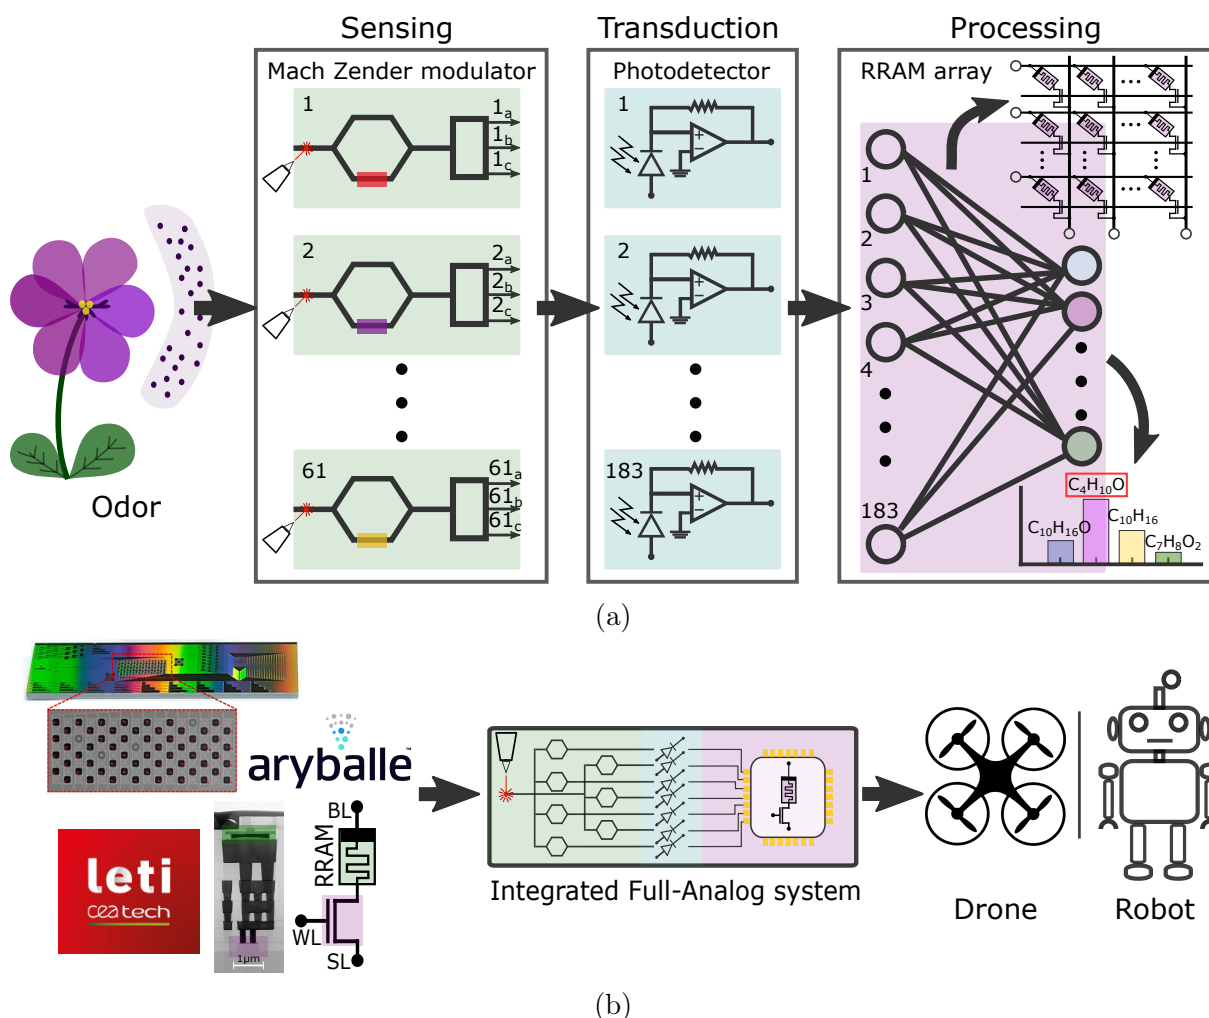 Sensing
Transduction
Processing
Mach Zender modulator
Photodetector
RRAM array
1
1a
1b
1c
2
2a
2b
2c
61
61a
61b
61c
1
2
183
1
2
3
4
183
C4H10O
C10H16O
C10H16
C7H8O2
Odor
(a)
aryballe™
leti
ceatech
1µm
BL
RRAM
WL
SL
Integrated Full-Analog system
Drone
Robot
(b)